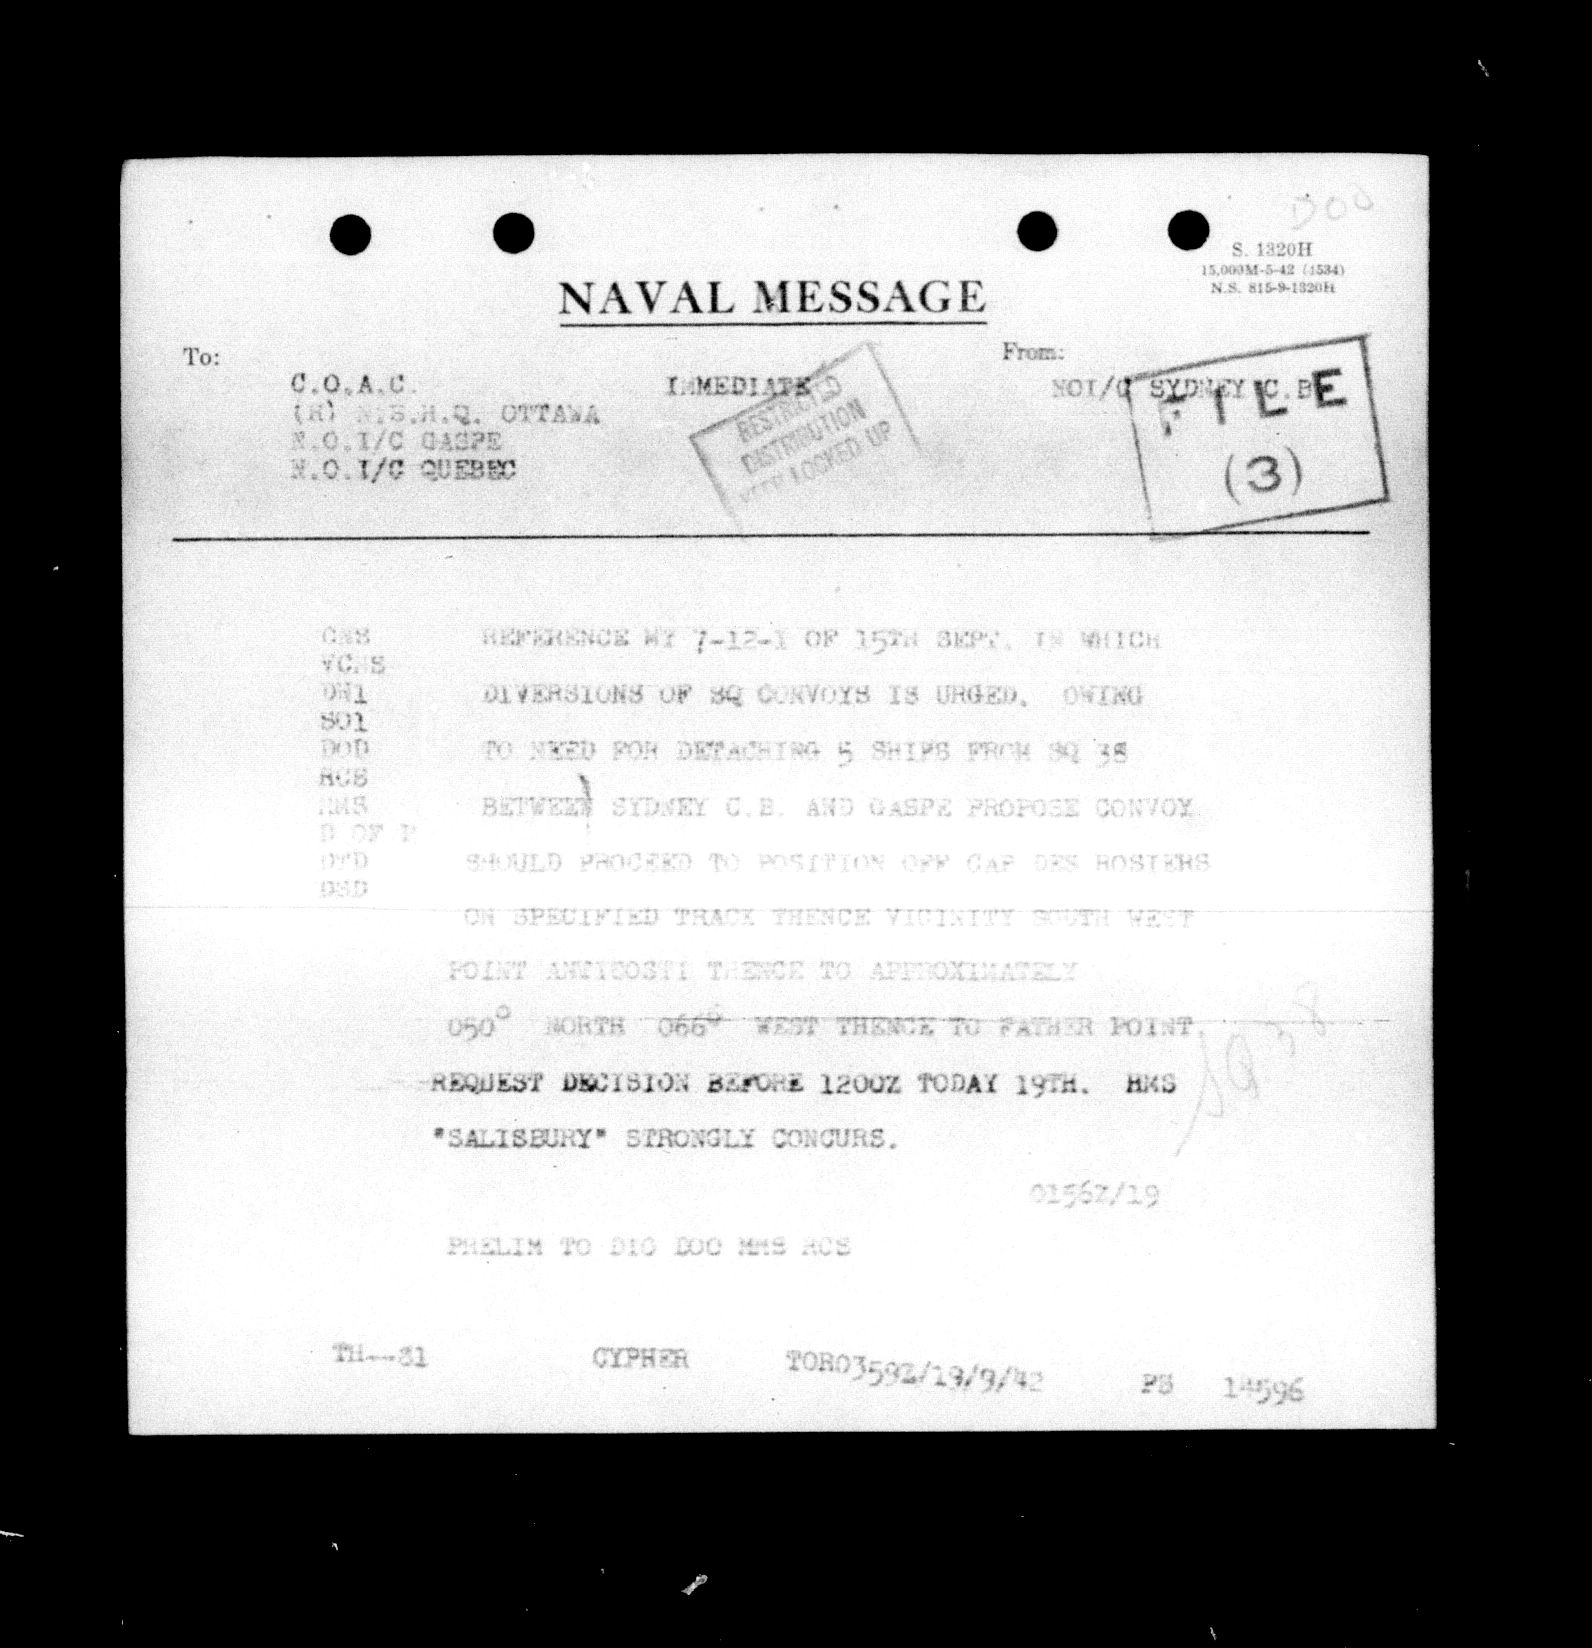 DOD
S. 1320H
15,000M-5-42 (4534)
N.S. 815-9-1320H
NAVAL MESSAGE
To:
From:
C.O.A.C.
IMMEDIATE
NOI/C SYDNEY C.B.
(R) N.S.H.Q. OTTAWA
N.O.I/C GASPE
N.O.I/C QUEBEC
RESTRICTED
DISTRIBUTION
KEEP LOCKED UP
FILE
(3)
CNS
VCNS
DNI
SO1
DOD
RCS
MMS
D OF P
DTD
DSD
REFERENCE MY 7-12-1 OF 15TH SEPT. IN WHICH
DIVERSIONS OF SQ CONVOYS IS URGED. OWING
TO NEED FOR DETACHING 5 SHIPS FROM SQ 38
BETWEEN SYDNEY C.B. AND GASPE PROPOSE CONVOY
SHOULD PROCEED TO POSITION OFF CAP DES ROSIERS
ON SPECIFIED TRACK THENCE VICINITY SOUTH WEST
POINT ANTICOSTI THENCE TO APPROXIMATELY
050° NORTH 066° WEST THENCE TO FATHER POINT.
REQUEST DECISION BEFORE 1200Z TODAY 19TH. HMS
"SALISBURY" STRONGLY CONCURS.
0156Z/19
PRELIM TO DIO DOO MMS RCS
TH--81 CYPHER TOR0359Z/19/9/42 PS 14596